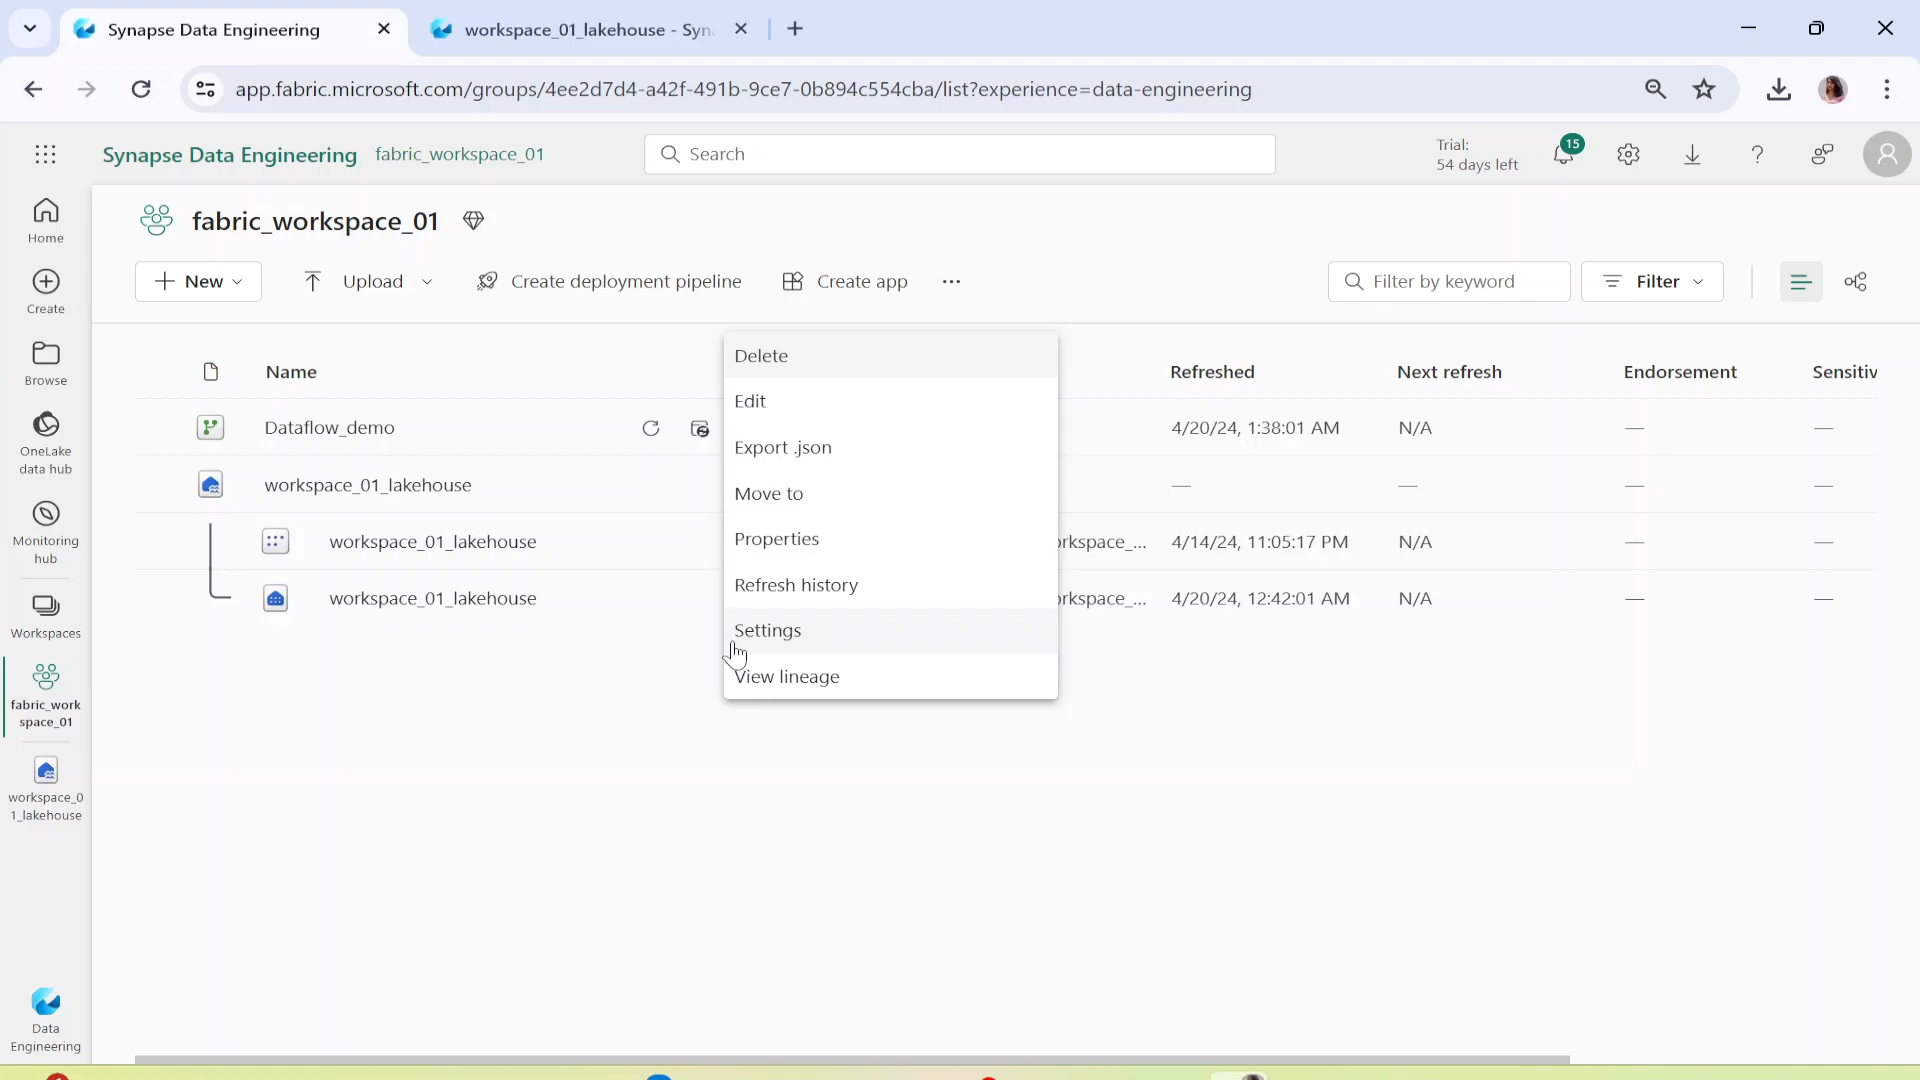 Synapse Data Engineering
workspace_01_lakehouse - Syn
app.fabric.microsoft.com/groups/4ee2d7d4-a42f-491b-9ce7-0b894c554cba/list?experience=data-engineering
Synapse Data Engineering fabric_workspace_01
Search
Trial:
54 days left
15
Home
Create
Browse
OneLake
data hub
Monitoring
hub
Workspaces
fabric_work
space_01
workspace_0
1_lakehouse
Data
Engineering
fabric_workspace_01
New
Upload
Create deployment pipeline
Create app
Filter by keyword
Filter
Name Refreshed Next refresh Endorsement Sensitiv
Dataflow_demo 4/20/24, 1:38:01 AM N/A — —
workspace_01_lakehouse — — — —
workspace_01_lakehouse orkspace_... 4/14/24, 11:05:17 PM N/A — —
workspace_01_lakehouse orkspace_... 4/20/24, 12:42:01 AM N/A — —
Delete
Edit
Export .json
Move to
Properties
Refresh history
Settings
View lineage